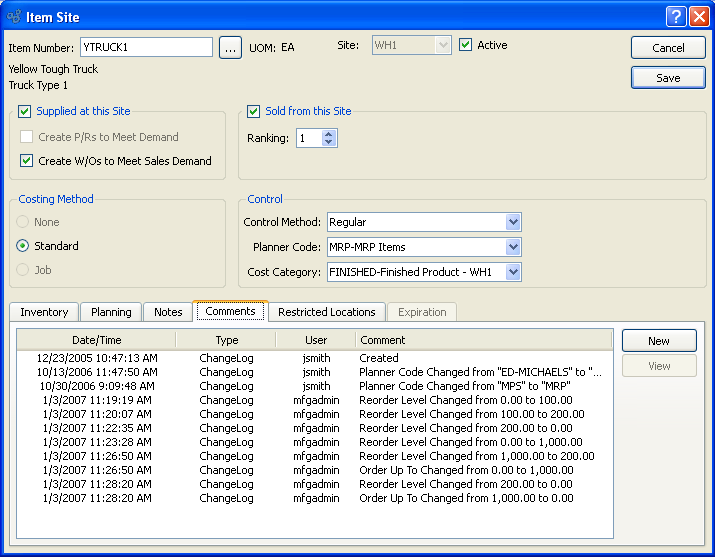 Item Site
Item Number: YTRUCK1 ... UOM: EA Site: WH1 Active Cancel
Yellow Tough Truck
Truck Type 1 Save
Supplied at this Site Sold from this Site
Create P/Rs to Meet Demand Ranking: 1
Create W/Os to Meet Sales Demand
Costing Method Control
None Control Method: Regular
Standard Planner Code: MRP-MRP Items
Job Cost Category: FINISHED-Finished Product - WH1
Inventory Planning Notes Comments Restricted Locations Expiration
Date/Time Type User Comment New
12/23/2005 10:47:13 AM ChangeLog jsmith Created
10/13/2006 11:47:50 AM ChangeLog jsmith Planner Code Changed from "ED-MICHAELS" to "... View
10/30/2006 9:09:48 AM ChangeLog jsmith Planner Code Changed from "MPS" to "MRP"
1/3/2007 11:19:19 AM ChangeLog mfgadmin Reorder Level Changed from 0.00 to 100.00
1/3/2007 11:20:07 AM ChangeLog mfgadmin Reorder Level Changed from 100.00 to 200.00
1/3/2007 11:22:35 AM ChangeLog mfgadmin Reorder Level Changed from 200.00 to 0.00
1/3/2007 11:23:28 AM ChangeLog mfgadmin Reorder Level Changed from 0.00 to 1,000.00
1/3/2007 11:26:50 AM ChangeLog mfgadmin Reorder Level Changed from 1,000.00 to 200.00
1/3/2007 11:26:50 AM ChangeLog mfgadmin Order Up To Changed from 0.00 to 1,000.00
1/3/2007 11:28:20 AM ChangeLog mfgadmin Reorder Level Changed from 200.00 to 0.00
1/3/2007 11:28:20 AM ChangeLog mfgadmin Order Up To Changed from 1,000.00 to 0.00